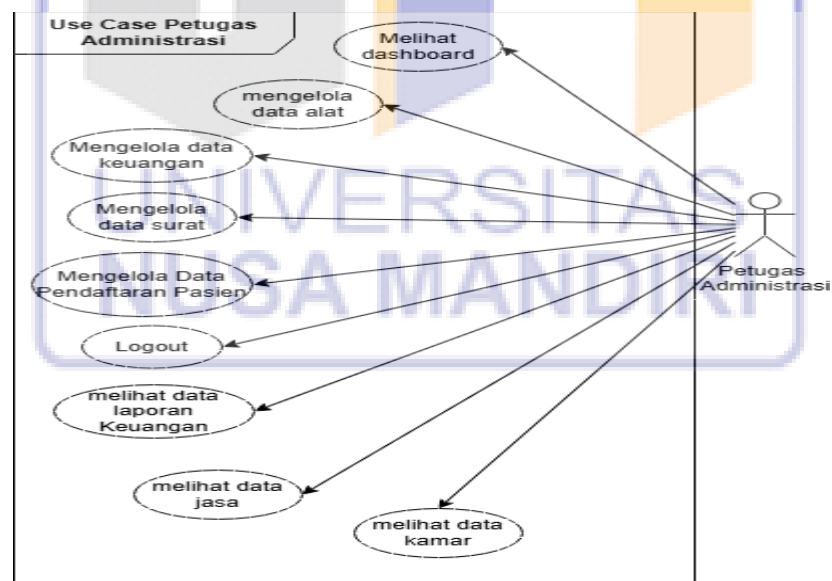 Use Case Petugas
Administrasi
Melihat
dashboard
mengelola
data alat
Mengelola data
keuangan
Mengelola
data surat
Mengelola Data
Pendaftaran Pasien
Logout
melihat data
laporan
Keuangan
melihat data
jasa
melihat data
kamar
Petugas
Administrasi
UNIVERSITAS
NUSA MANDIRI